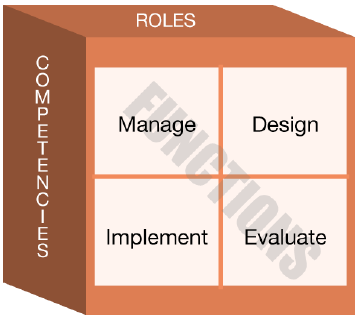 ROLES
COMPETENCIES
FUNCTIONS
Manage
Design
Implement
Evaluate